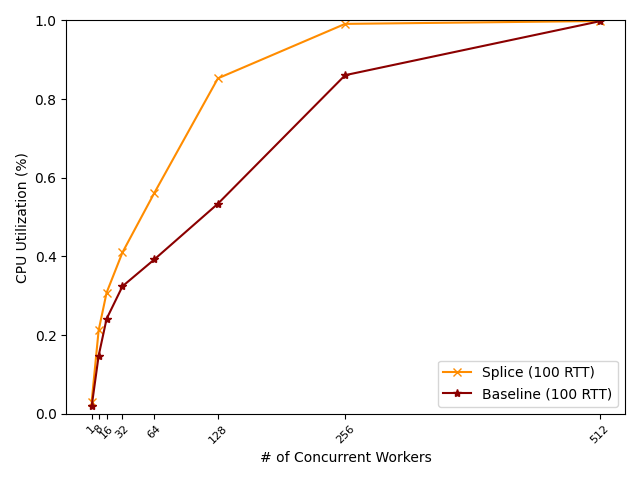 1.0
0.8
0.6
0.4
0.2
0.0
CPU Utilization (%)
Splice (100 RTT)
Baseline (100 RTT)
1 8 16 32 64 128 256 512
# of Concurrent Workers